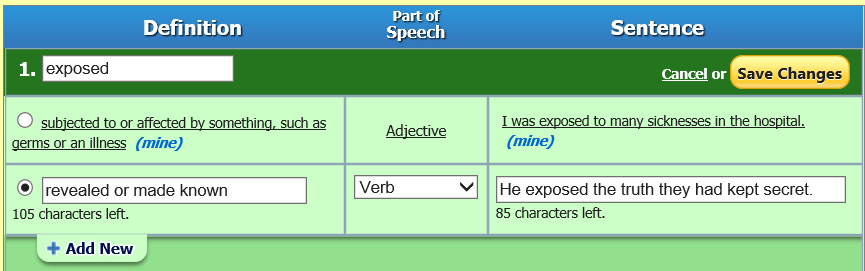 Definition
Part of
Speech
Sentence
1. exposed
Cancel or Save Changes
subjected to or affected by something, such as
germs or an illness (mine)
Adjective
I was exposed to many sicknesses in the hospital.
(mine)
revealed or made known
105 characters left.
Verb
He exposed the truth they had kept secret.
85 characters left.
+ Add New